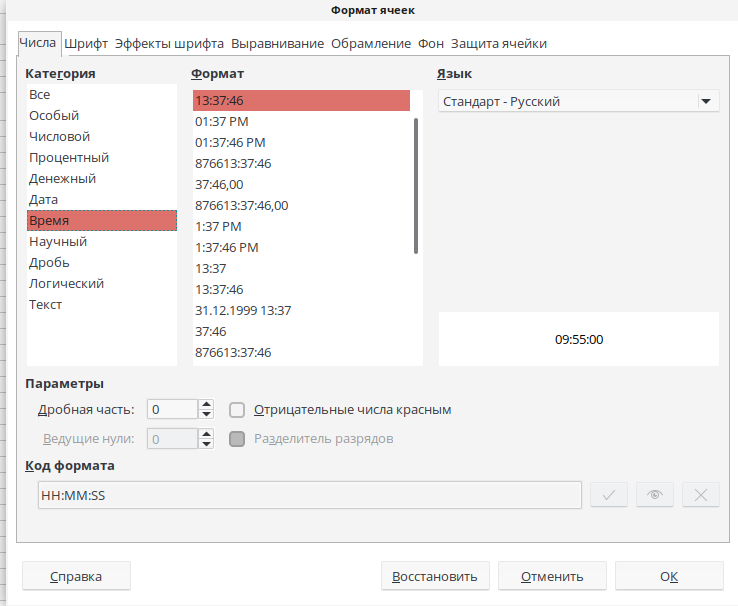 Формат ячеек
Числа Шрифт Эффекты шрифта Выравнивание Обрамление Фон Защита ячейки
Категория
Все
Особый
Числовой
Процентный
Денежный
Дата
Время
Научный
Дробь
Логический
Текст
Формат
13:37:46
01:37 PM
01:37:46 PM
876613:37:46
37:46,00
876613:37:46,00
1:37 PM
1:37:46 PM
13:37
13:37:46
31.12.1999 13:37
37:46
876613:37:46
Язык
Стандарт - Русский
09:55:00
Параметры
Дробная часть: 0 Отрицательные числа красным
Ведущие нули: 0 Разделитель разрядов
Код формата
HH:MM:SS
Справка Восстановить Отменить ОК